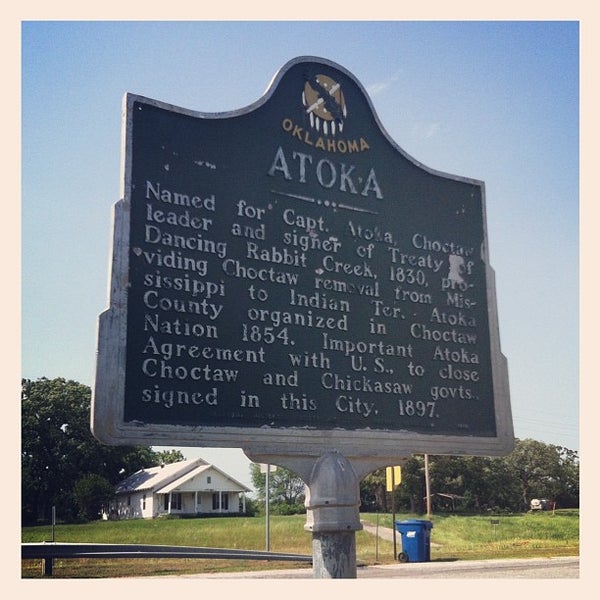 OKLAHOMA
ATOKA
Named for Capt. Atoka, Choctaw
leader and signer of Treaty of
Dancing Rabbit Creek, 1830, pro-
viding Choctaw removal from Mis-
sissippi to Indian Ter. Atoka
County organized in Choctaw
Nation 1854. Important Atoka
Agreement with U.S., to close
Choctaw and Chickasaw govts.
signed in this City, 1897.